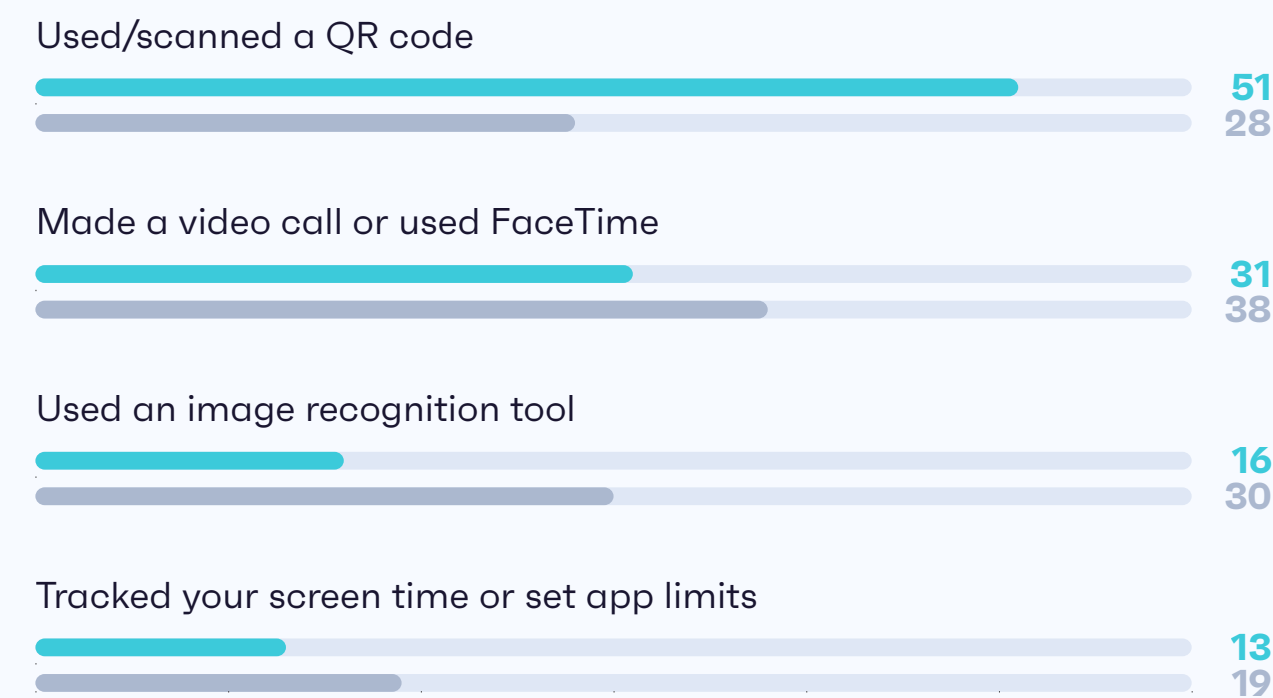 Used/scanned a QR code
51
28
Made a video call or used FaceTime
31
38
Used an image recognition tool
16
30
Tracked your screen time or set app limits
13
19